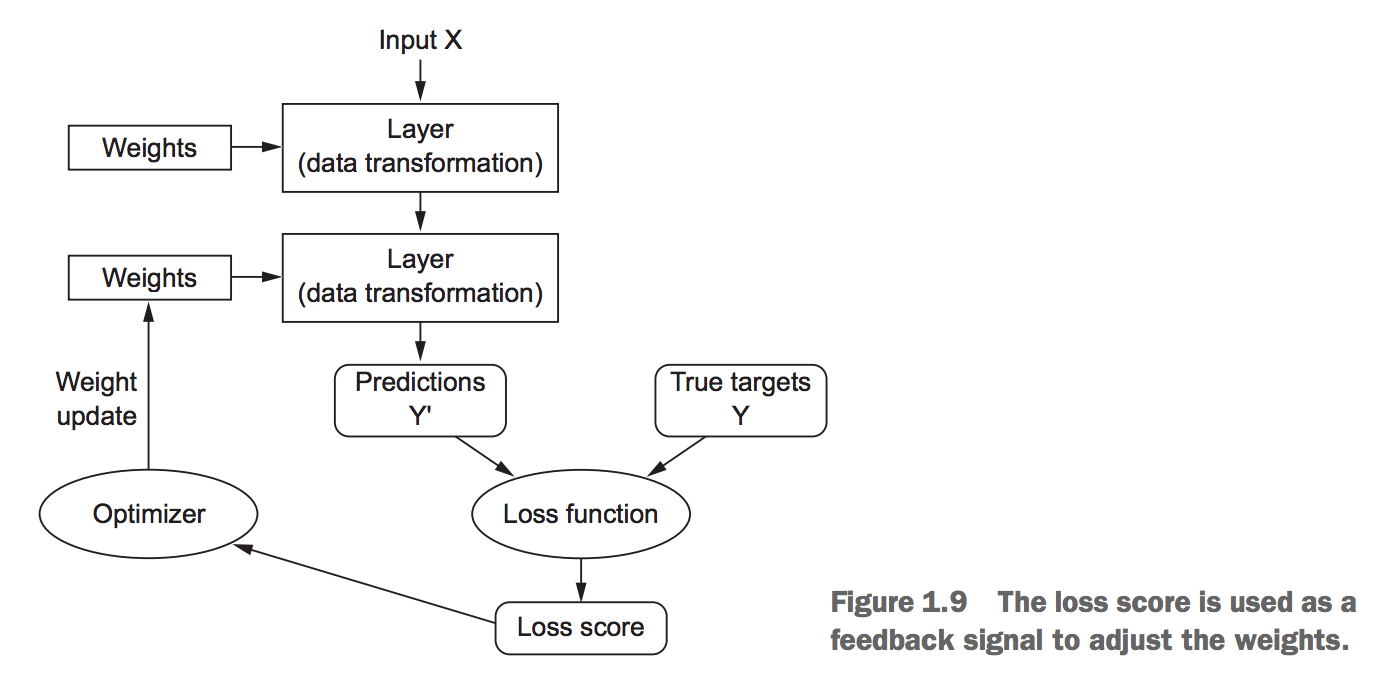 Input X
Weights
Layer
(data transformation)
Weights
Layer
(data transformation)
Weight
update
Predictions
Y'
True targets
Y
Optimizer
Loss function
Loss score
Figure 1.9 The loss score is used as a
feedback signal to adjust the weights.